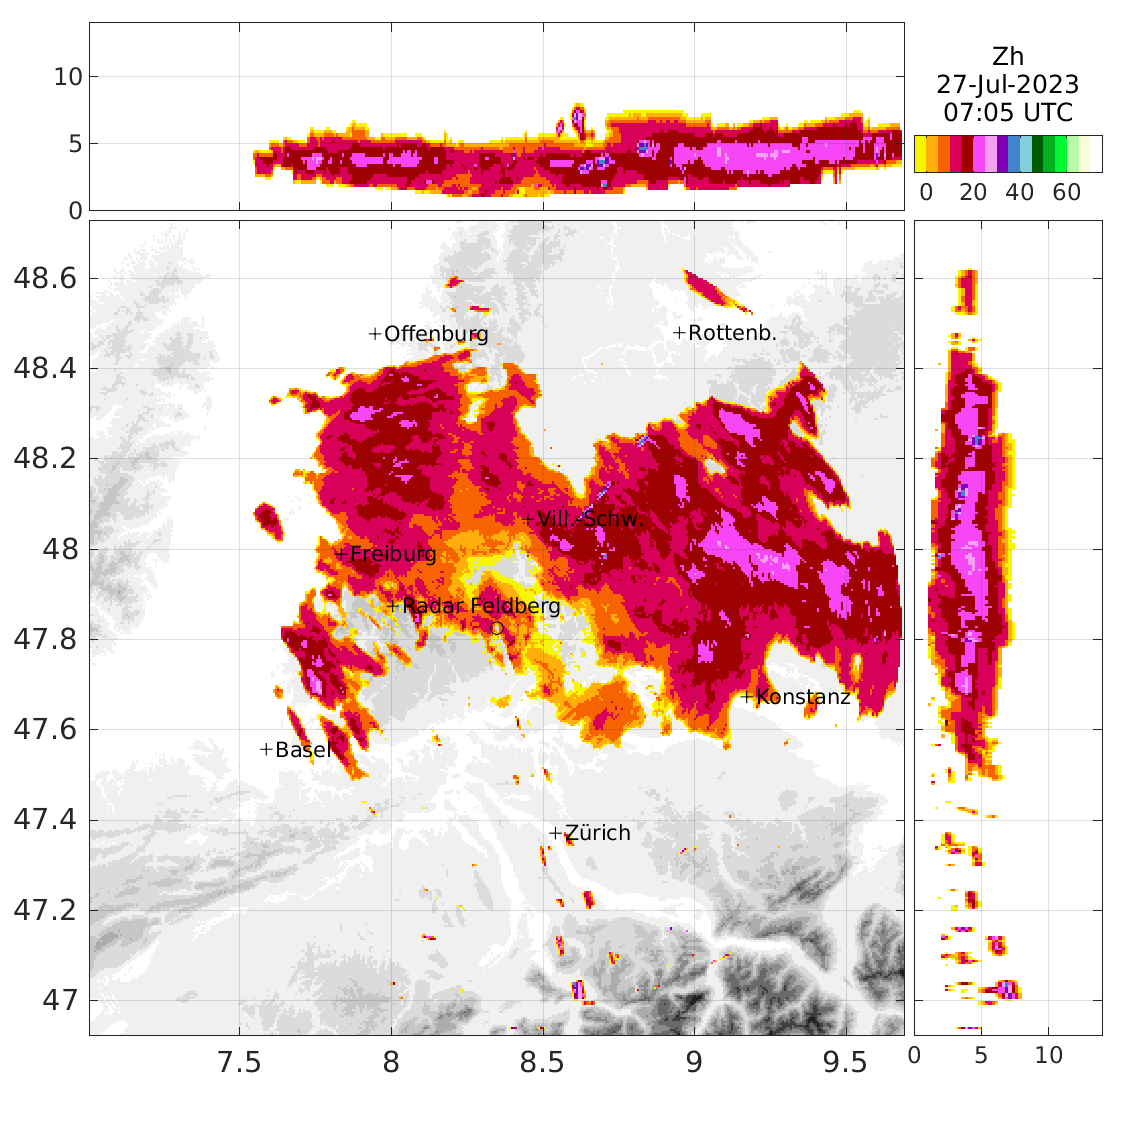 Zh
27-Jul-2023
07:05 UTC
10
5
0
0 20 40 60
48.6
48.4
48.2
48
47.8
47.6
47.4
47.2
47
+Offenburg
+Rottenb.
+Vill.-Schw.
+Freiburg
+Radar Feldberg
+Konstanz
+Basel
+Zürich
7.5 8 8.5 9 9.5
0 5 10